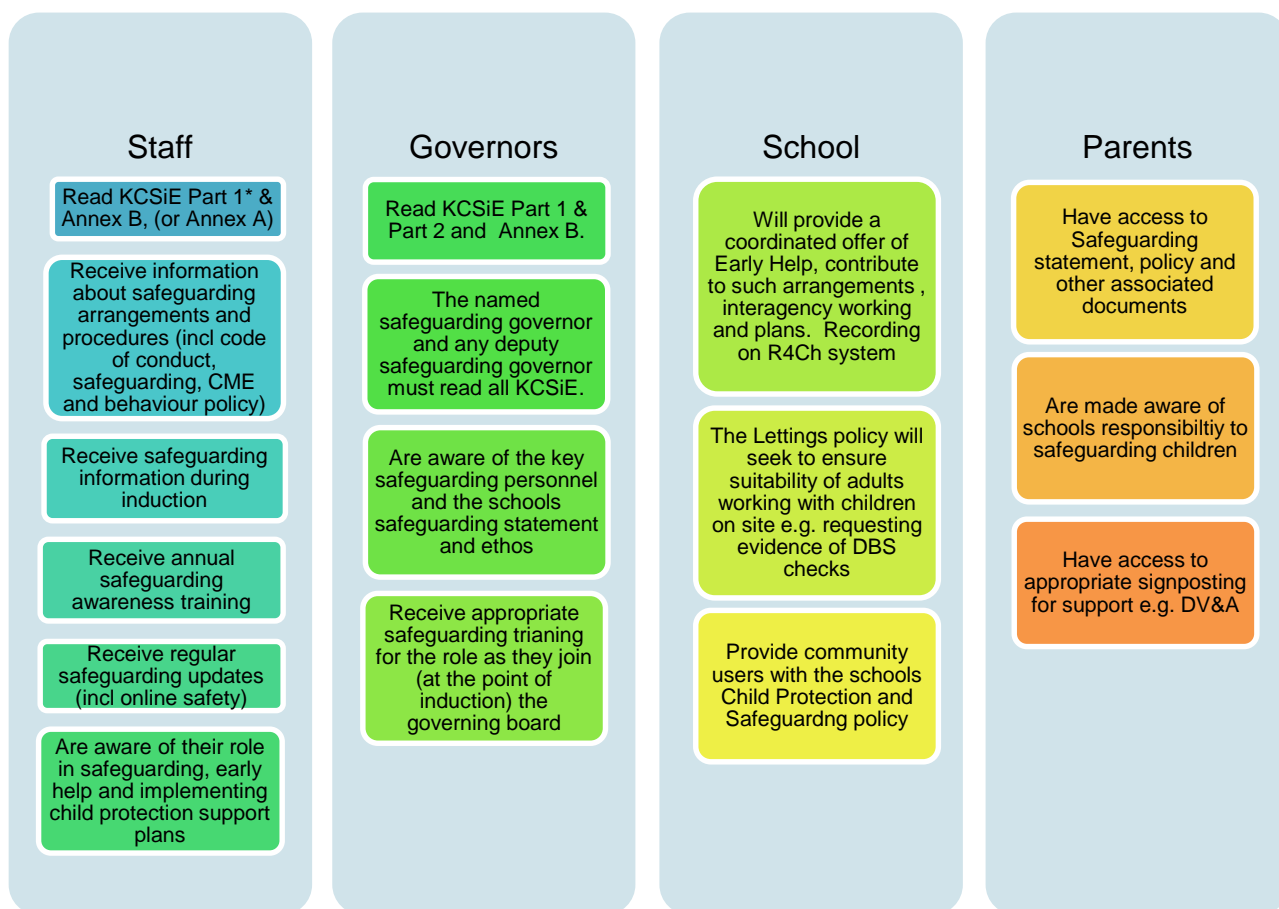 Staff
Read KCSiE Part 1* &
Annex B, (or Annex A)
Receive information
about safeguarding
arrangements and
procedures (incl code
of conduct,
safeguarding, CME
and behaviour policy)
Receive safeguarding
information during
induction
Receive annual
safeguarding
awareness training
Receive regular
safeguarding updates
(incl online safety)
Are aware of their role
in safeguarding, early
help and implementing
child protection support
plans
Governors
Read KCSiE Part 1 &
Part 2 and  Annex B.
The named
safeguarding governor
and any deputy
safeguarding governor
must read all KCSiE.
Are aware of the key
safeguarding personnel
and the schools
safeguarding statement
and ethos
Receive appropriate
safeguarding trianing
for the role as they join
(at the point of
induction) the
governing board
School
Will provide a
coordinated offer of
Early Help, contribute
to such arrangements ,
interagency working
and plans.  Recording
on R4Ch system
The Lettings policy will
seek to ensure
suitability of adults
working with children
on site e.g. requesting
evidence of DBS
checks
Provide community
users with the schools
Child Protection and
Safeguardng policy
Parents
Have access to
Safeguarding
statement, policy and
other associated
documents
Are made aware of
schools responsibiltiy to
safeguarding children
Have access to
appropriate signposting
for support e.g. DV&A